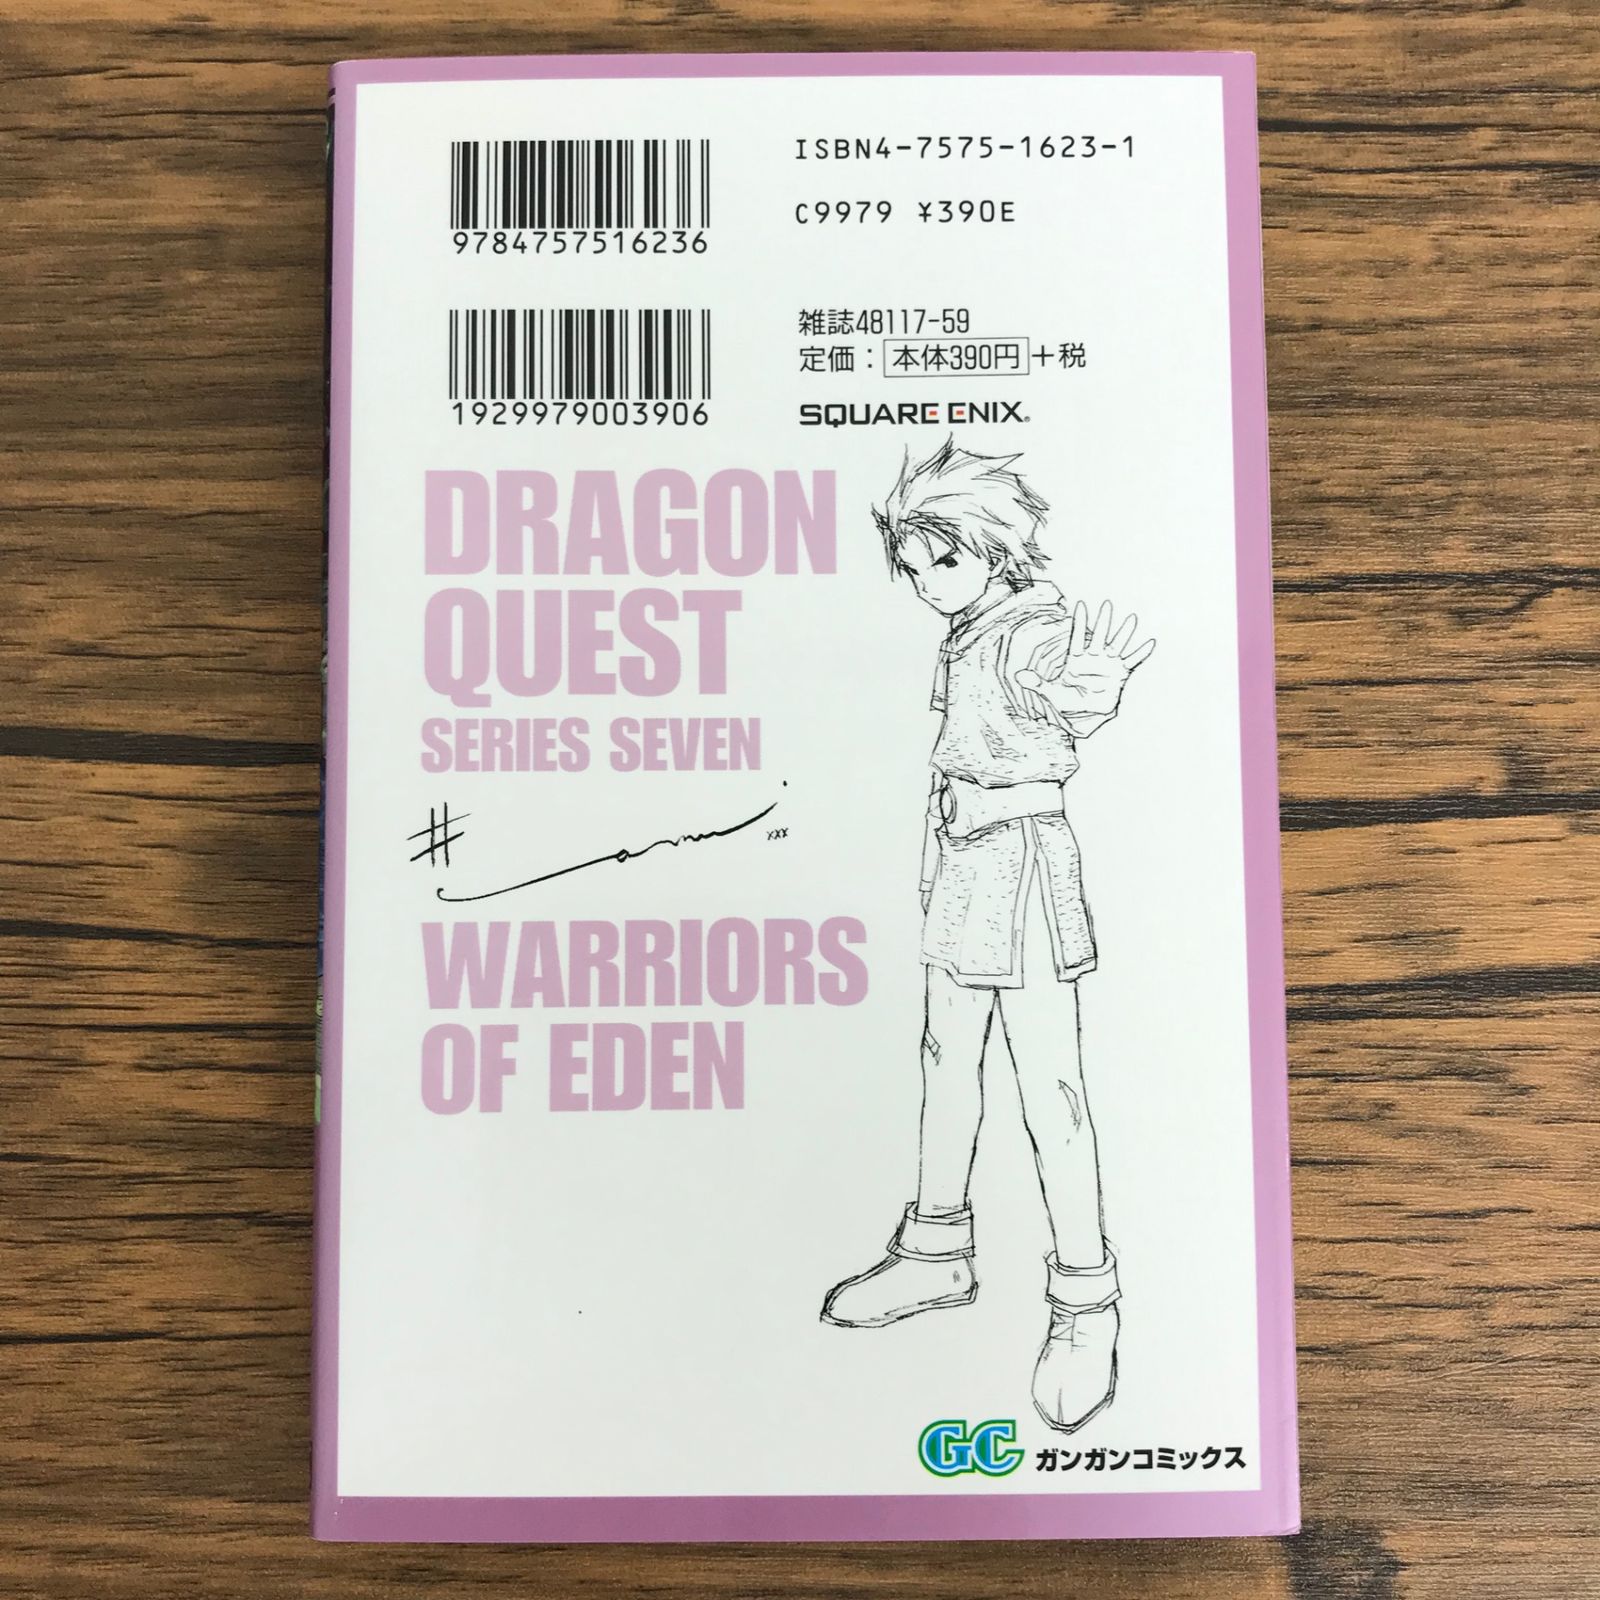 ISBN4-7575-1623-1
9784757516236
C9979 ¥390E
雑誌48117-59
定価：本体390円+税
1929979003906
SQUARE ENIX
DRAGON
QUEST
SERIES SEVEN
WARRIORS
OF EDEN
GC ガンガンコミックス